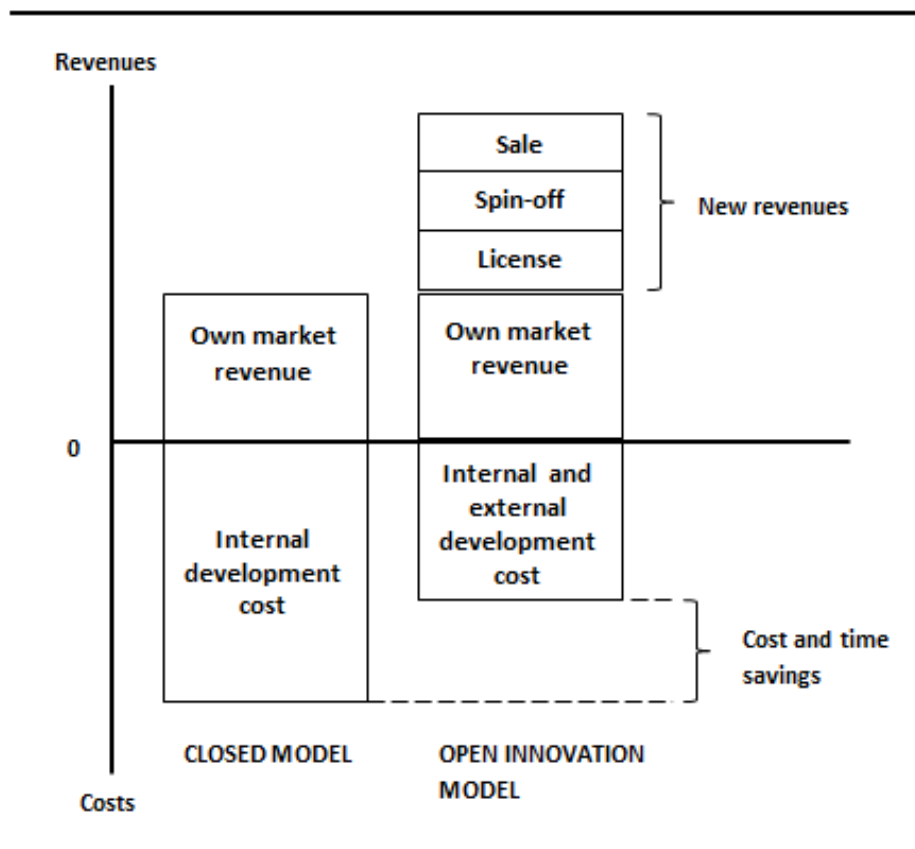 Revenues
Sale
Spin-off
New revenues
License
Own market
revenue
Own market
revenue
0
Internal and
external
development
cost
Internal
development
cost
Cost and time
savings
CLOSED MODEL
OPEN INNOVATION
MODEL
Costs